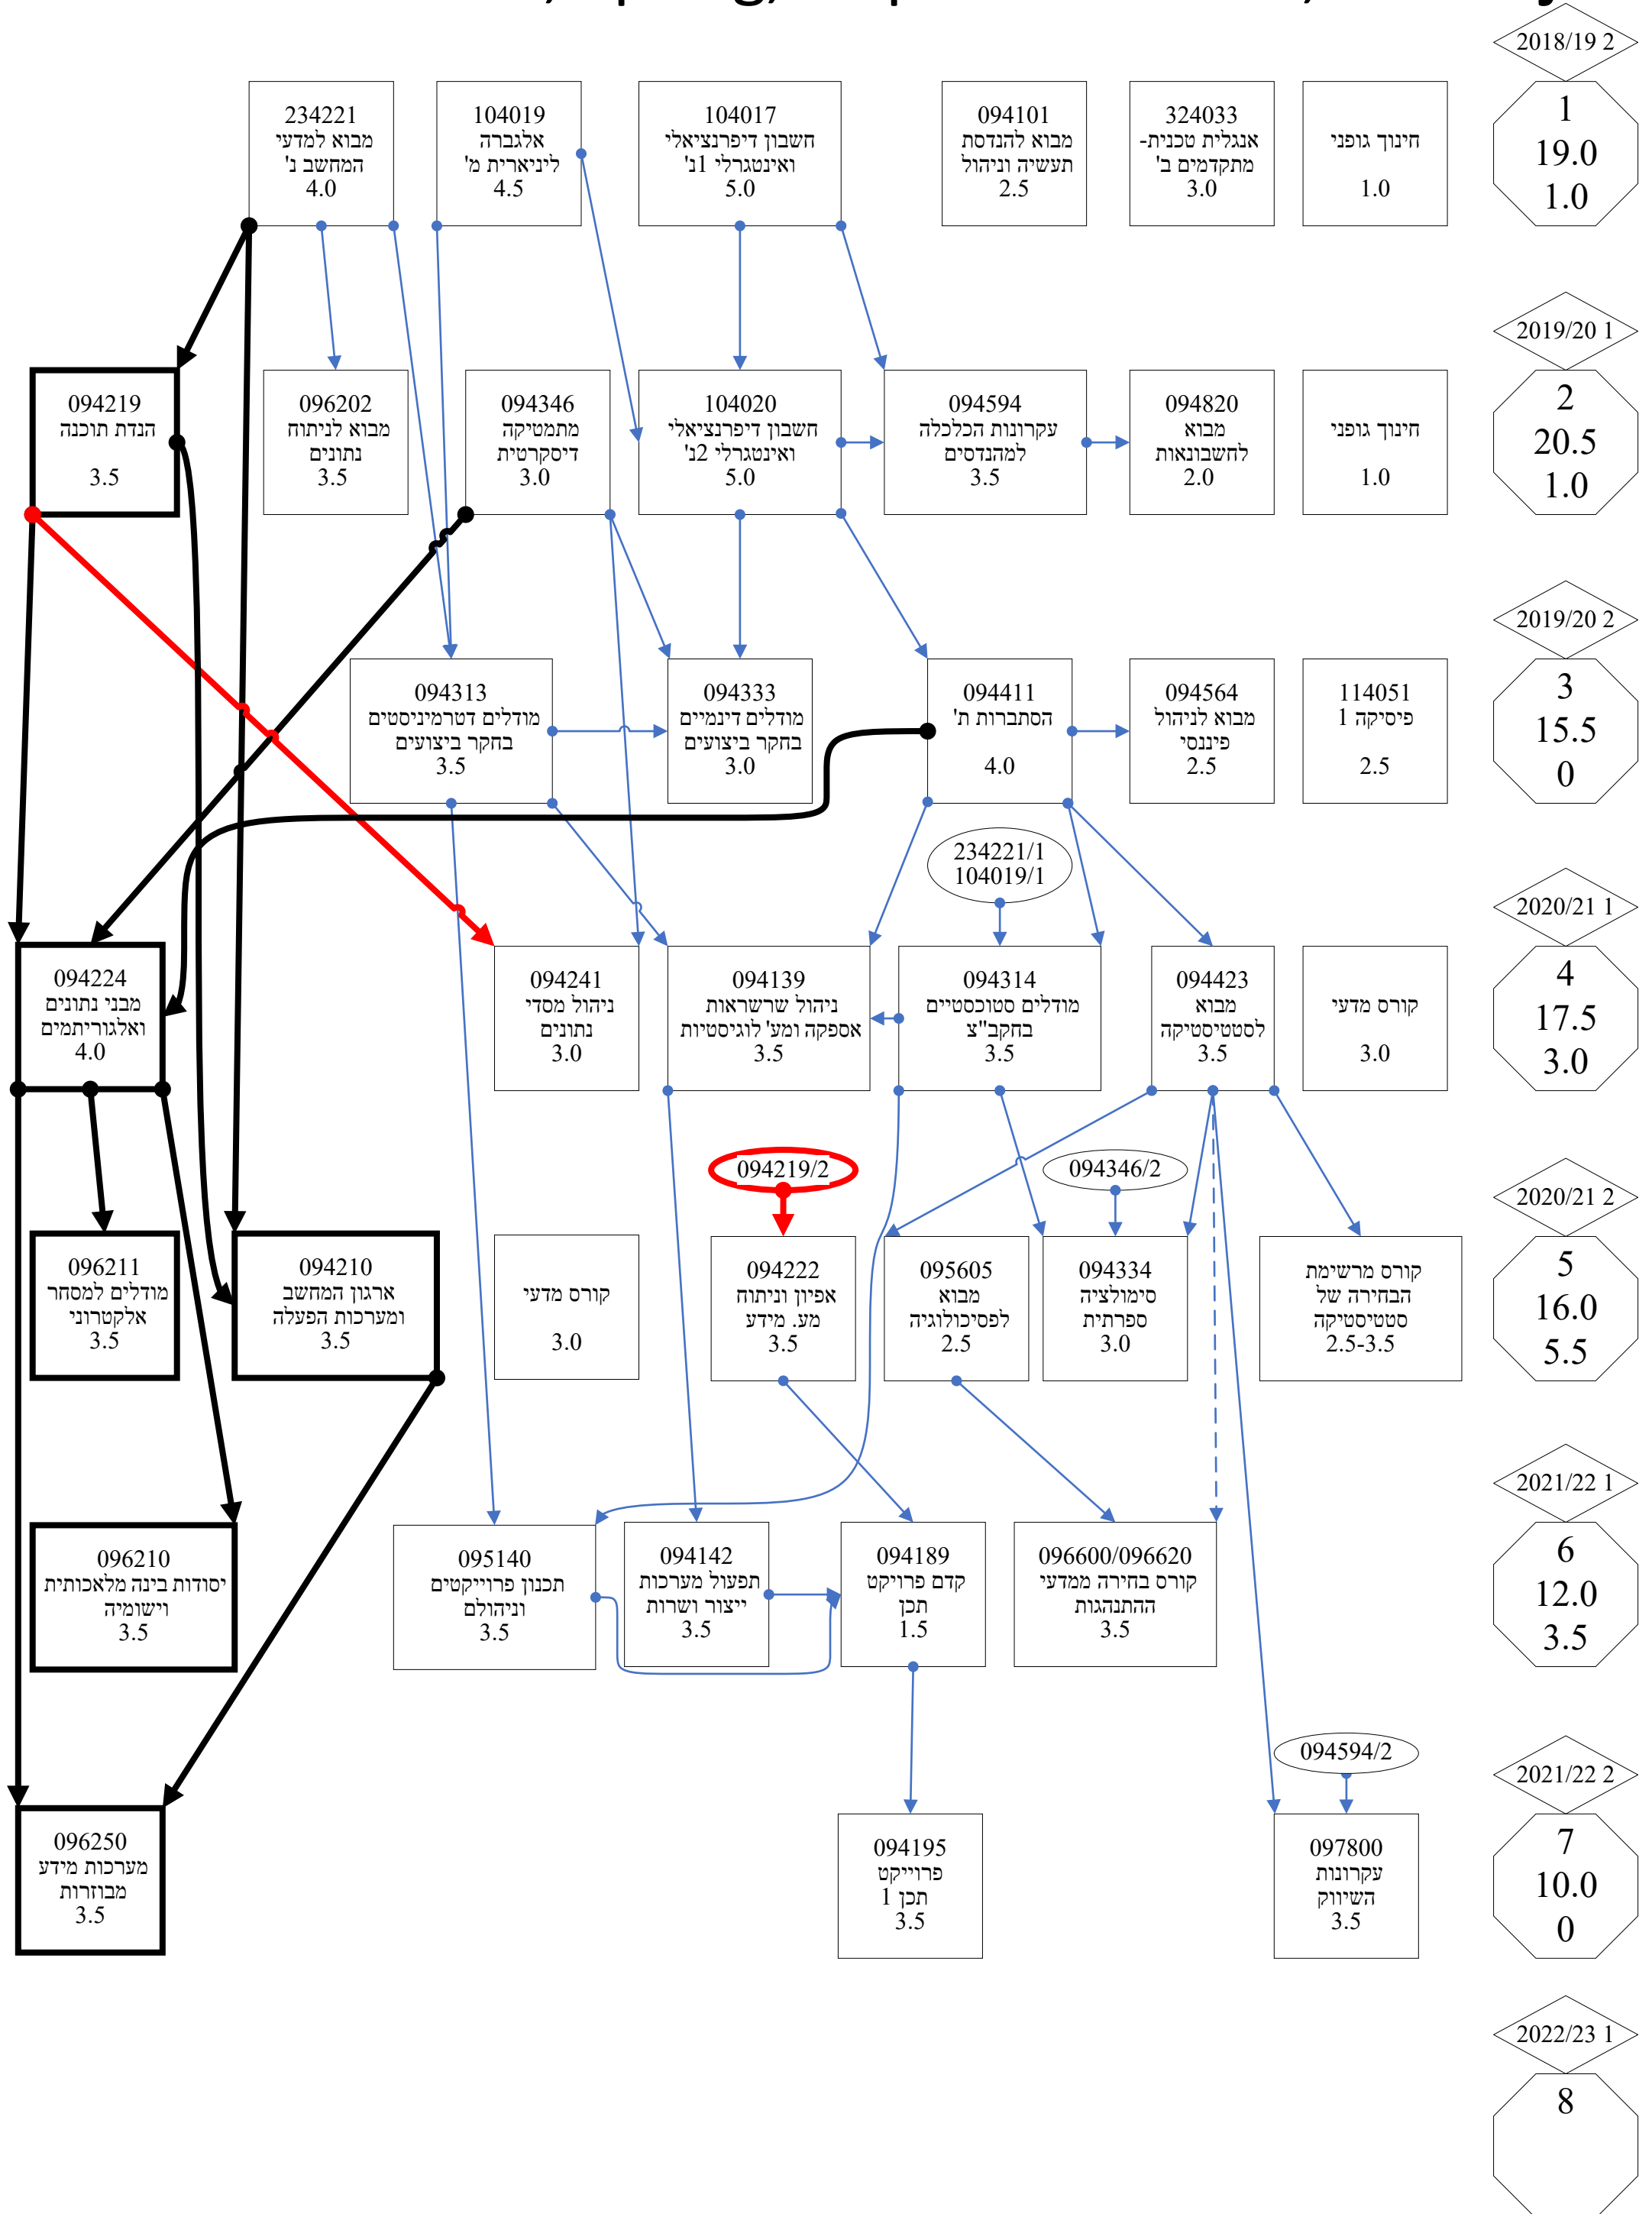 2018/19 2
1
19.0
1.0
חינוך גופני
1.0
324033
אנגלית טכנית-
מתקדמים ב'
3.0
094101
מבוא להנדסת
תעשיה וניהול
2.5
104017
חשבון דיפרנציאלי
ואינטגרלי 1נ'
5.0
104019
אלגברה
ליניארית מ'
4.5
234221
מבוא למדעי
המחשב נ'
4.0
2019/20 1
2
20.5
1.0
חינוך גופני
1.0
094820
מבוא
לחשבונאות
2.0
094594
עקרונות הכלכלה
למהנדסים
3.5
104020
חשבון דיפרנציאלי
ואינטגרלי 2נ'
5.0
094346
מתמטיקה
דיסקרטית
3.0
096202
מבוא לניתוח
נתונים
3.5
094219
הנדת תוכנה
3.5
2019/20 2
3
15.5
0
114051
פיסיקה 1
2.5
094564
מבוא לניהול
פיננסי
2.5
094411
הסתברות ת'
4.0
094333
מודלים דינמיים
בחקר ביצועים
3.0
094313
מודלים דטרמיניסטים
בחקר ביצועים
3.5
234221/1
104019/1
2020/21 1
4
17.5
3.0
קורס מדעי
3.0
094423
מבוא
לסטטיסטיקה
3.5
094314
מודלים סטוכסטיים
בחקב"צ
3.5
094139
ניהול שרשראות
אספקה ומע' לוגיסטיות
3.5
094241
ניהול מסדי
נתונים
3.0
094224
מבני נתונים
ואלגוריתמים
4.0
094346/2
094219/2
2020/21 2
5
16.0
5.5
קורס מרשימת
הבחירה של
סטטיסטיקה
2.5-3.5
094334
סימולציה
ספרתית
3.0
095605
מבוא
לפסיכולוגיה
2.5
094222
אפיון וניתוח
מע. מידע
3.5
קורס מדעי
3.0
094210
ארגון המחשב
ומערכות הפעלה
3.5
096211
מודלים למסחר
אלקטרוני
3.5
2021/22 1
6
12.0
3.5
096600/096620
קורס בחירה ממדעי
ההתנהגות
3.5
094189
קדם פרויקט
תכן
1.5
094142
תפעול מערכות
ייצור ושרות
3.5
095140
תכנון פרוייקטים
וניהולם
3.5
096210
יסודות בינה מלאכותית
וישומיה
3.5
094594/2
2021/22 2
7
10.0
0
097800
עקרונות
השיווק
3.5
094195
פרוייקט
תכן 1
3.5
096250
מערכות מידע
מבוזרות
3.5
2022/23 1
8